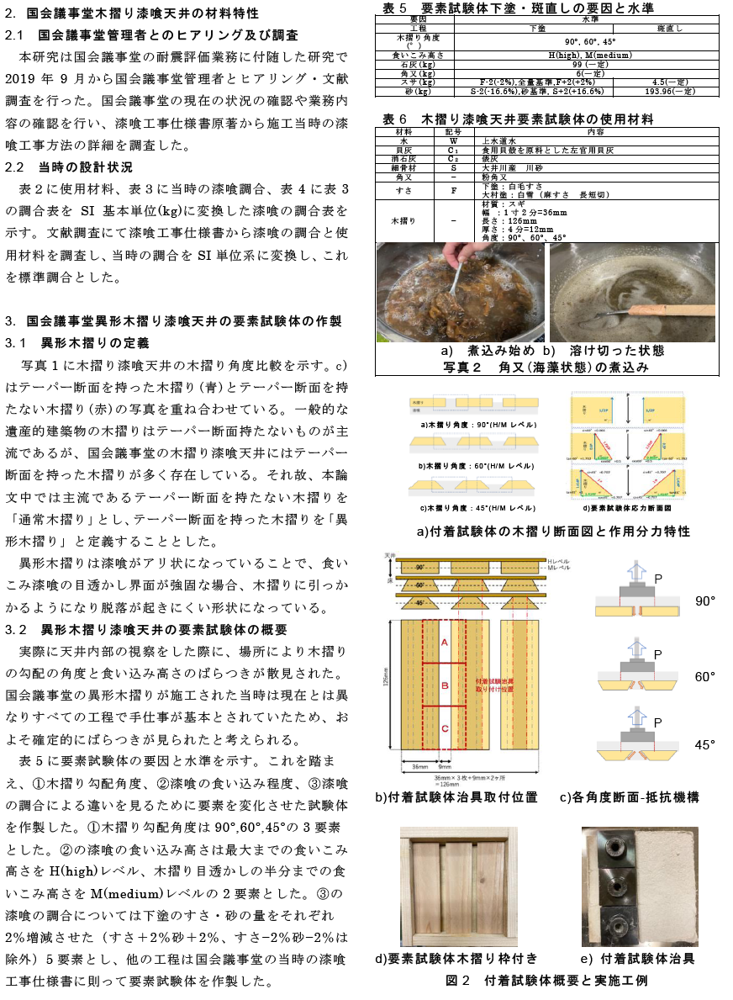 2. 国会議事堂木摺り漆喰天井の材料特性
2.1 国会議事堂管理者とのヒアリング及び調査
本研究は国会議事堂の耐震評価業務に付随した研究で
2019 年 9 月から国会議事堂管理者とヒアリング・文献
調査を行った。国会議事堂の現在の状況の確認や業務内
容の確認を行い、漆喰工事仕様書原著から施工当時の漆
喰工事方法の詳細を調査した。
2.2 当時の設計状況
表２に使用材料、表３に当時の漆喰調合、表 4 に表 3
の調合表を SI 基本単位(kg)に変換した漆喰の調合表を
示す。文献調査にて漆喰工事仕様書から漆喰の調合と使
用材料を調査し、当時の調合を SI 単位系に変換し、これ
を標準調合とした。
3. 国会議事堂異形木摺り漆喰天井の要素試験体の作製
3.1 異形木摺りの定義
写真 1 に木摺り漆喰天井の木摺り角度比較を示す。c)
はテーパー断面を持った木摺り(青)とテーパー断面を持
たない木摺り(赤)の写真を重ね合わせている。一般的な
遺産的建築物の木摺りはテーパー断面持たないものが主
流であるが、国会議事堂の木摺り漆喰天井にはテーパー
断面を持った木摺りが多く存在している。それ故、本論
文中では主流であるテーパー断面を持たない木摺りを
「通常木摺り」とし、テーパー断面を持った木摺りを「異
形木摺り」と定義することとした。
異形木摺りは漆喰がアリ状になっていることで、食い
こみ漆喰の目透かし界面が強固な場合、木摺りに引っか
かるようになり脱落が起きにくい形状になっている。
3.2 異形木摺り漆喰天井の要素試験体の概要
実際に天井内部の視察をした際に、場所により木摺り
の勾配の角度と食い込み高さのばらつきが散見された。
国会議事堂の異形木摺りが施工された当時は現在とは異
なりすべての工程で手仕事が基本とされていたため、お
よそ確定的にばらつきが見られたと考えられる。
表 5 に要素試験体の要因と水準を示す。これを踏ま
え、①木摺り勾配角度、②漆喰の食い込み程度、③漆喰
の調合による違いを見るために要素を変化させた試験体
を作製した。①木摺り勾配角度は 90°,60°,45°の 3 要素
とした。②の漆喰の食い込み高さは最大までの食いこみ
高さを H(high)レベル、木摺り目透かしの半分までの食
いこみ高さを M(medium)レベルの 2 要素とした。③の
漆喰の調合については下塗のすさ・砂の量をそれぞれ
2%増減させた（すさ＋2％砂＋2%、すさ−2%砂−2%は
除外）5 要素とし、他の工程は国会議事堂の当時の漆喰
工事仕様書に則って要素試験体を作製した。
表 5 要素試験体下塗・斑直しの要因と水準
要因 水準
工程 下塗 斑直し
木摺り角度(°) 90°, 60°, 45°
食いこみ高さ H(high), M(medium)
石灰(kg) 99 (一定)
角又(kg) 6(一定)
スサ(kg) F-2(-2%),全量基準,F+2(+2%) 4.5(一定)
砂(kg) S-2(-16.6%),砂基準, S+2(+16.6%) 193.96(一定)
表 6 木摺り漆喰天井要素試験体の使用材料
材料 記号 内容
水 W 上水道水
貝灰 C₁ 食用貝殻を原料とした左官用貝灰
消石灰 C₂ 俵灰
細骨材 S 大井川産 川砂
角又 − 粉角又
すさ F 下塗：白毛すさ
大村塗：白雪（麻すさ 長短切）
木摺り − 材質：スギ
幅 ：1 寸 2 分=36mm
長さ：126mm
厚さ：4 分=12mm
角度：90°、60°、45°
a) 煮込み始め b) 溶け切った状態
写真２ 角又(海藻状態)の煮込み
木摺り
漆喰
a)木摺り角度：90°(H/M レベル)
b)木摺り角度：60°(H/M レベル)
c)木摺り角度：45°(H/M レベル)
d)要素試験体応力断面図
a)付着試験体の木摺り断面図と作用分力特性
天井
床
90°
60°
45°
Hレベル
Mレベル
A
B
C
付着試験治具
取り付け位置
126mm
36mm 9mm
36mm×3 枚+9mm×2ヶ所
=126mm
P
90°
P
60°
P
45°
b)付着試験体治具取付位置 c)各角度断面-抵抗機構
d)要素試験体木摺り枠付き e) 付着試験体治具
図２ 付着試験体概要と実施工例